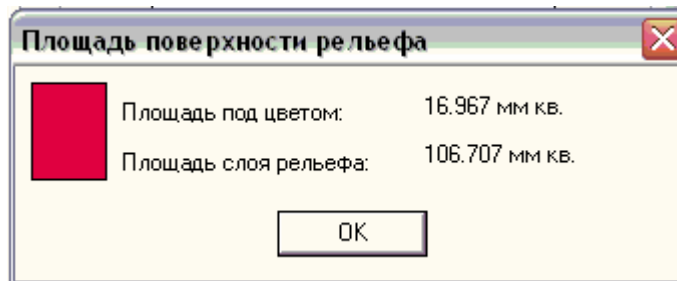 Площадь поверхности рельефа
Площадь под цветом: 16.967 мм кв.
Площадь слоя рельефа: 106.707 мм кв.
OK